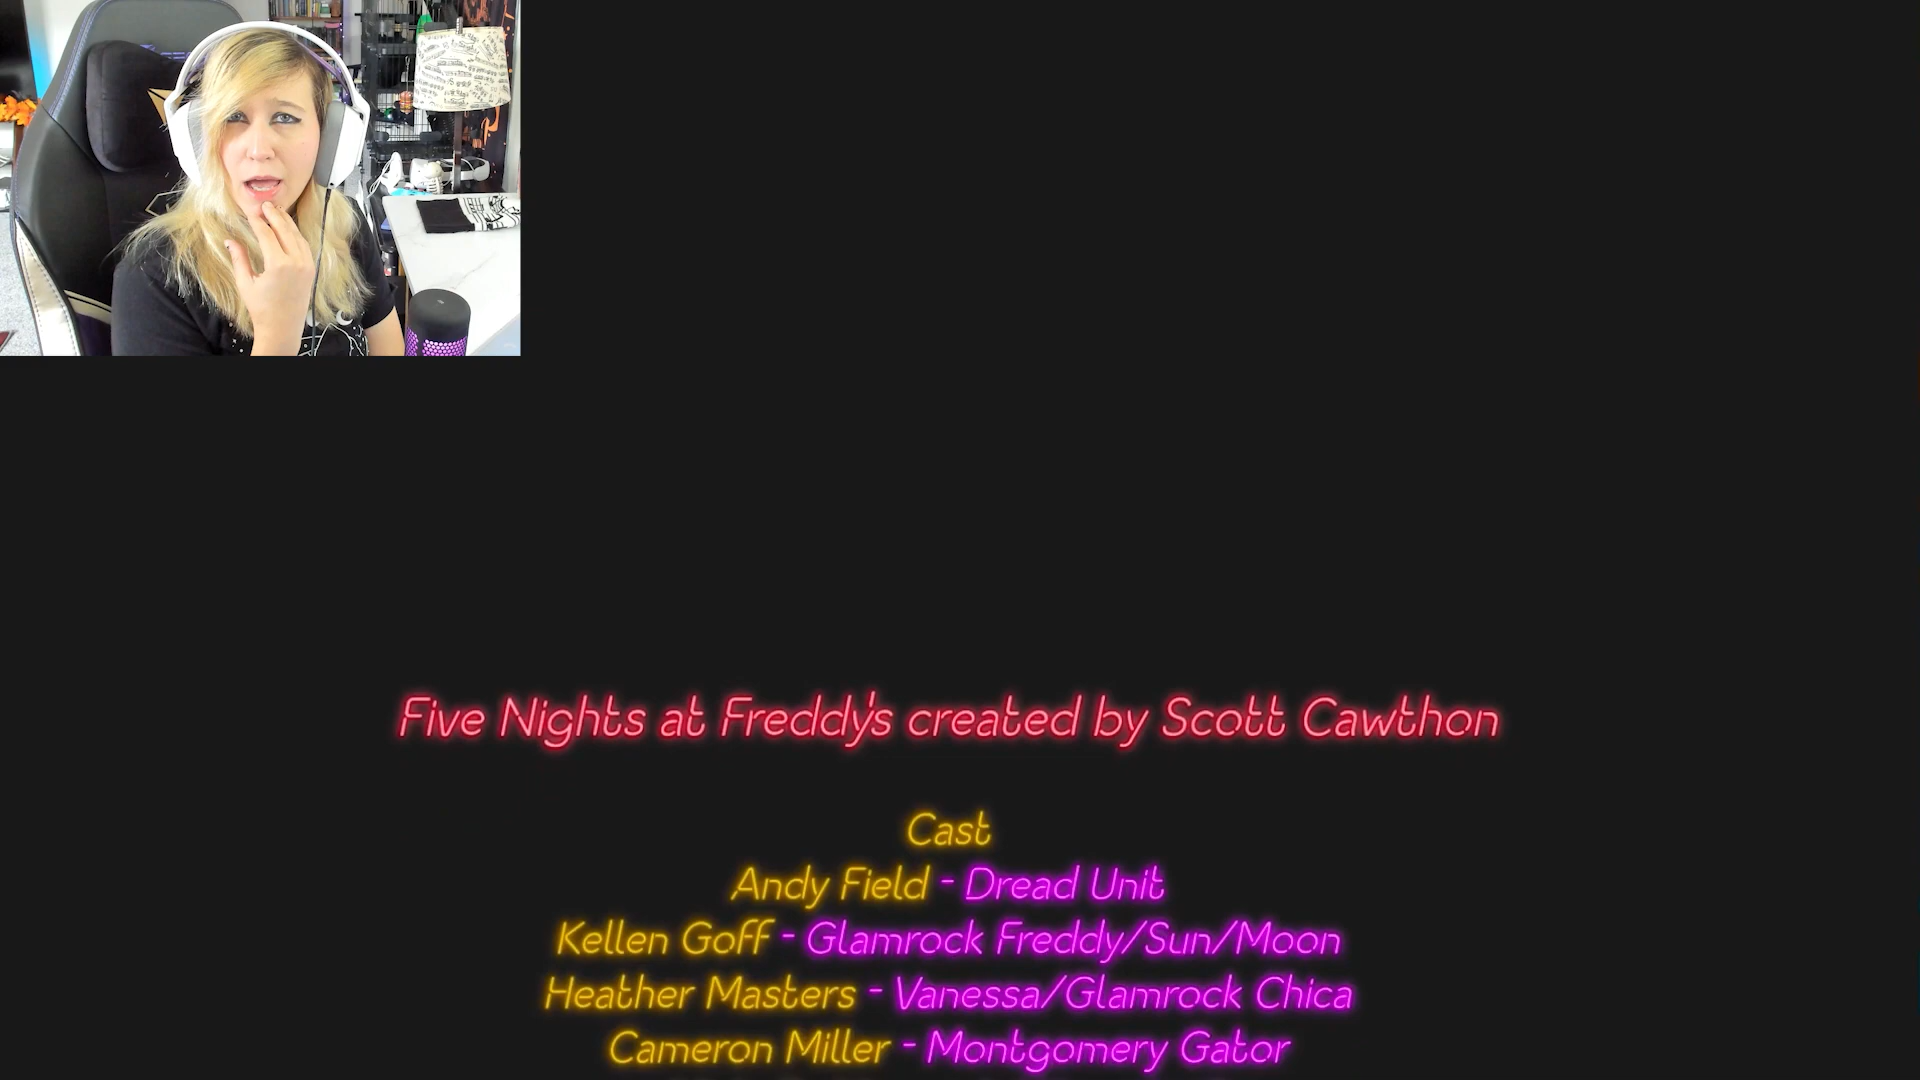 Five Nights at Freddy's created by Scott Cawthon
Cast
Andy Field - Dread Unit
Kellen Goff - Glamrock Freddy/Sun/Moon
Heather Masters - Vanessa/Glamrock Chica
Cameron Miller - Montgomery Gator